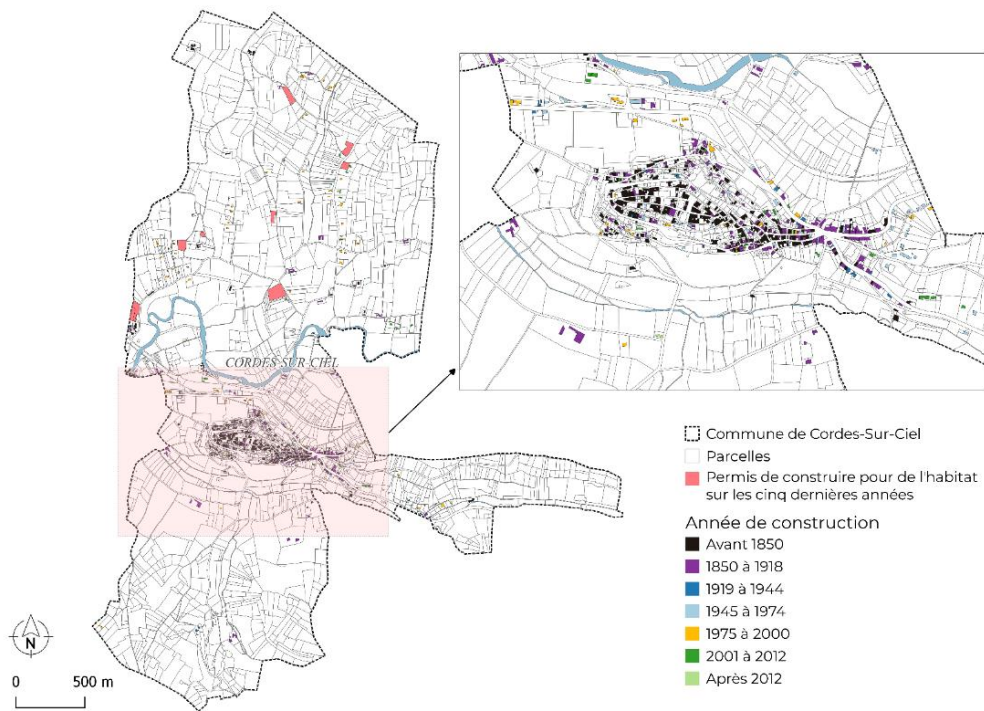 CORDES SUR CIEL
Commune de Cordes-Sur-Ciel
Parcelles
Permis de construire pour de l'habitat
sur les cinq dernières années
Année de construction
Avant 1850
1850 à 1918
1919 à 1944
1945 à 1974
1975 à 2000
2001 à 2012
Après 2012
N
0 500 m